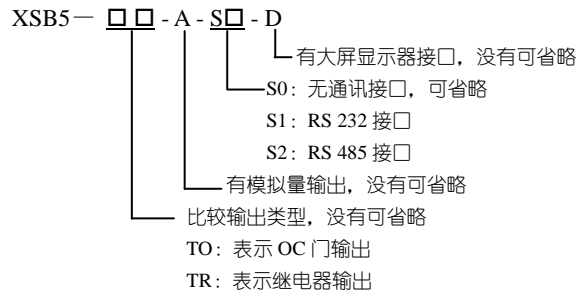 XSB5－ □ □ - A - S□ - D
有大屏显示器接口，没有可省略
S0：无通讯接口，可省略
S1：RS 232 接口
S2：RS 485 接口
有模拟量输出，没有可省略
比较输出类型，没有可省略
TO：表示 OC 门输出
TR：表示继电器输出